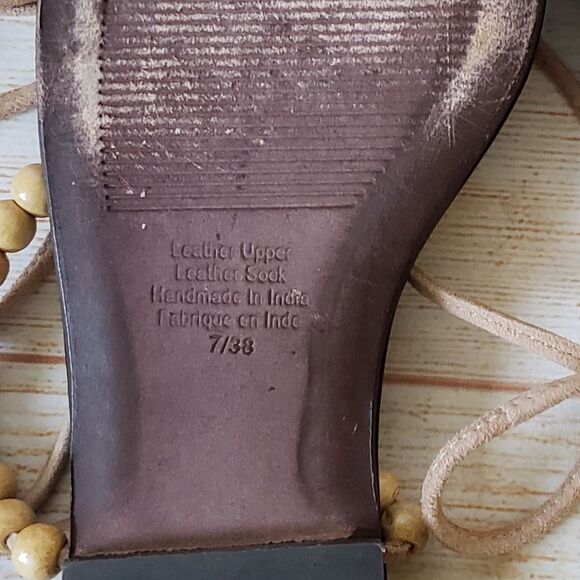 Leather Upper
Leather Sock
Handmade In India
Fabrique en Inde
7/38